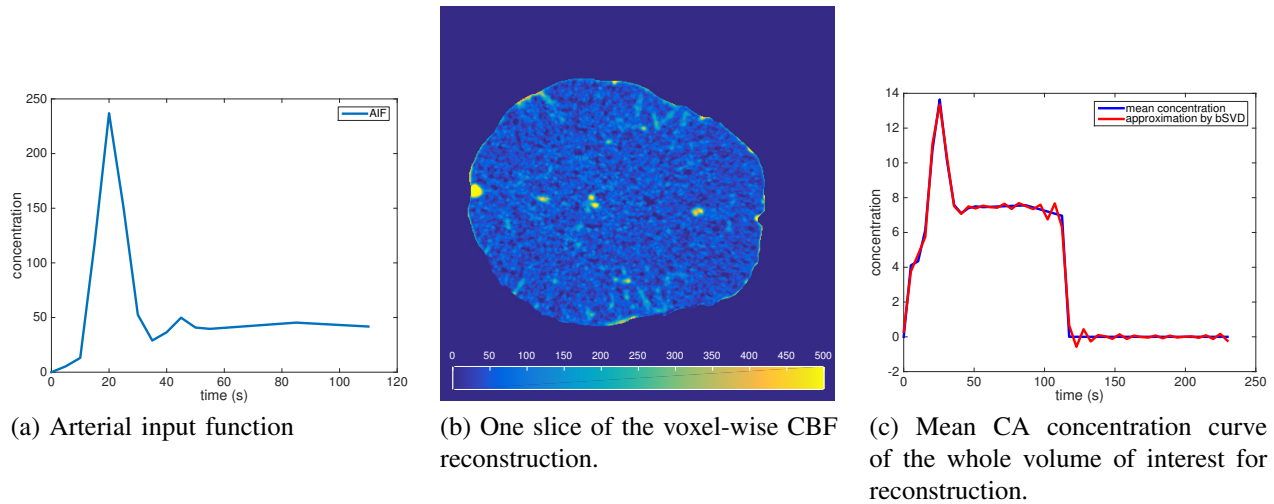 250
200
150
100
50
0
concentration
AIF
0 20 40 60 80 100 120
time (s)
(a) Arterial input function
0 50 100 150 200 250 300 350 400 450 500
(b) One slice of the voxel-wise CBF
reconstruction.
14
12
10
8
6
4
2
0
-2
concentration
mean concentration
approximation by bSVD
0 50 100 150 200 250
time (s)
(c) Mean CA concentration curve
of the whole volume of interest for
reconstruction.